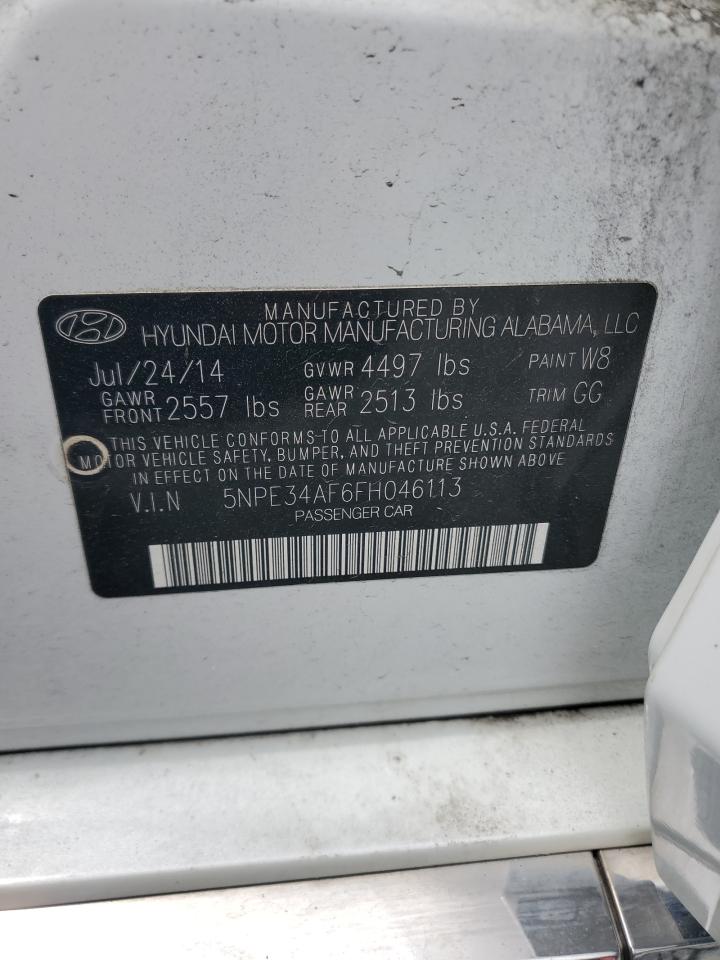 MANUFACTURED BY
HYUNDAI MOTOR MANUFACTURING ALABAMA, LLC
Jul/24/14 GVWR 4497 lbs PAINT W8
GAWR FRONT 2557 lbs GAWR REAR 2513 lbs TRIM GG
THIS VEHICLE CONFORMS TO ALL APPLICABLE U.S.A. FEDERAL
MOTOR VEHICLE SAFETY, BUMPER, AND THEFT PREVENTION STANDARDS
IN EFFECT ON THE DATE OF MANUFACTURE SHOWN ABOVE
V.I.N 5NPE34AF6FH046113
PASSENGER CAR